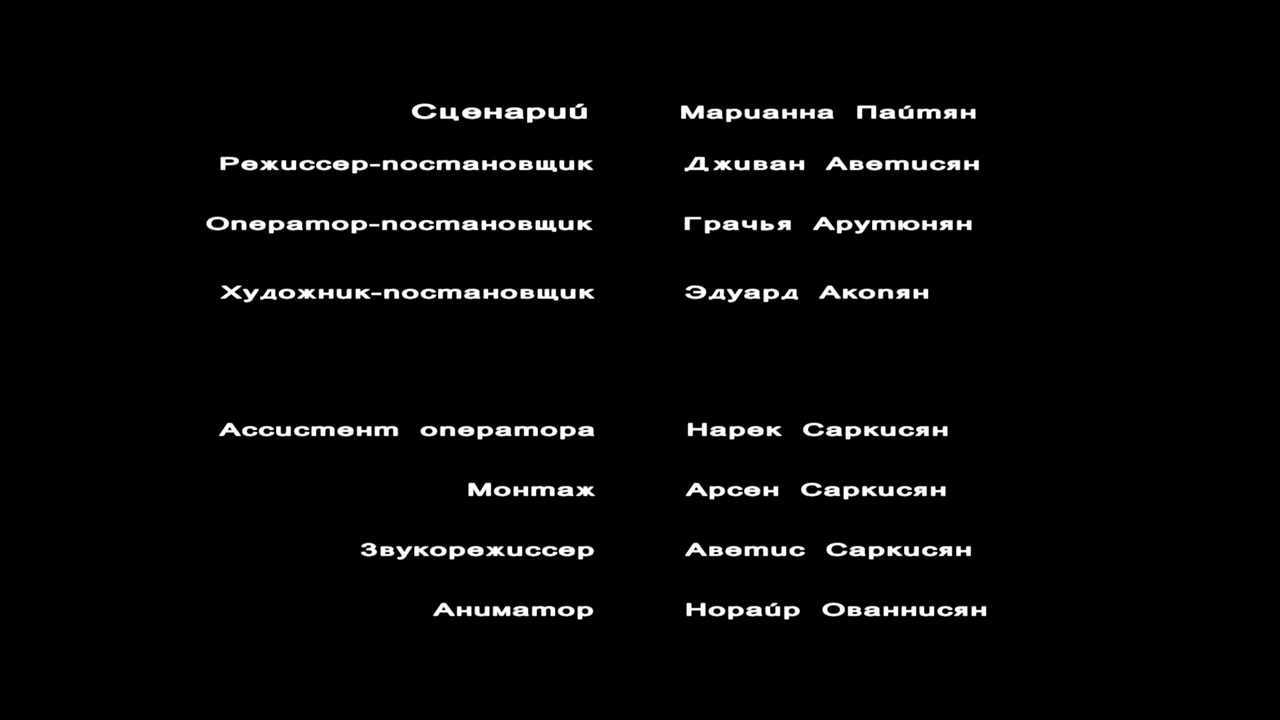 Сценарий Марианна Пайтян
Режиссер-постановщик Дживан Аветисян
Оператор-постановщик Грачья Арутюнян
Художник-постановщик Эдуард Акопян
Ассистент оператора Нарек Саркисян
Монтаж Арсен Саркисян
Звукорежиссер Аветис Саркисян
Аниматор Норайр Ованнисян